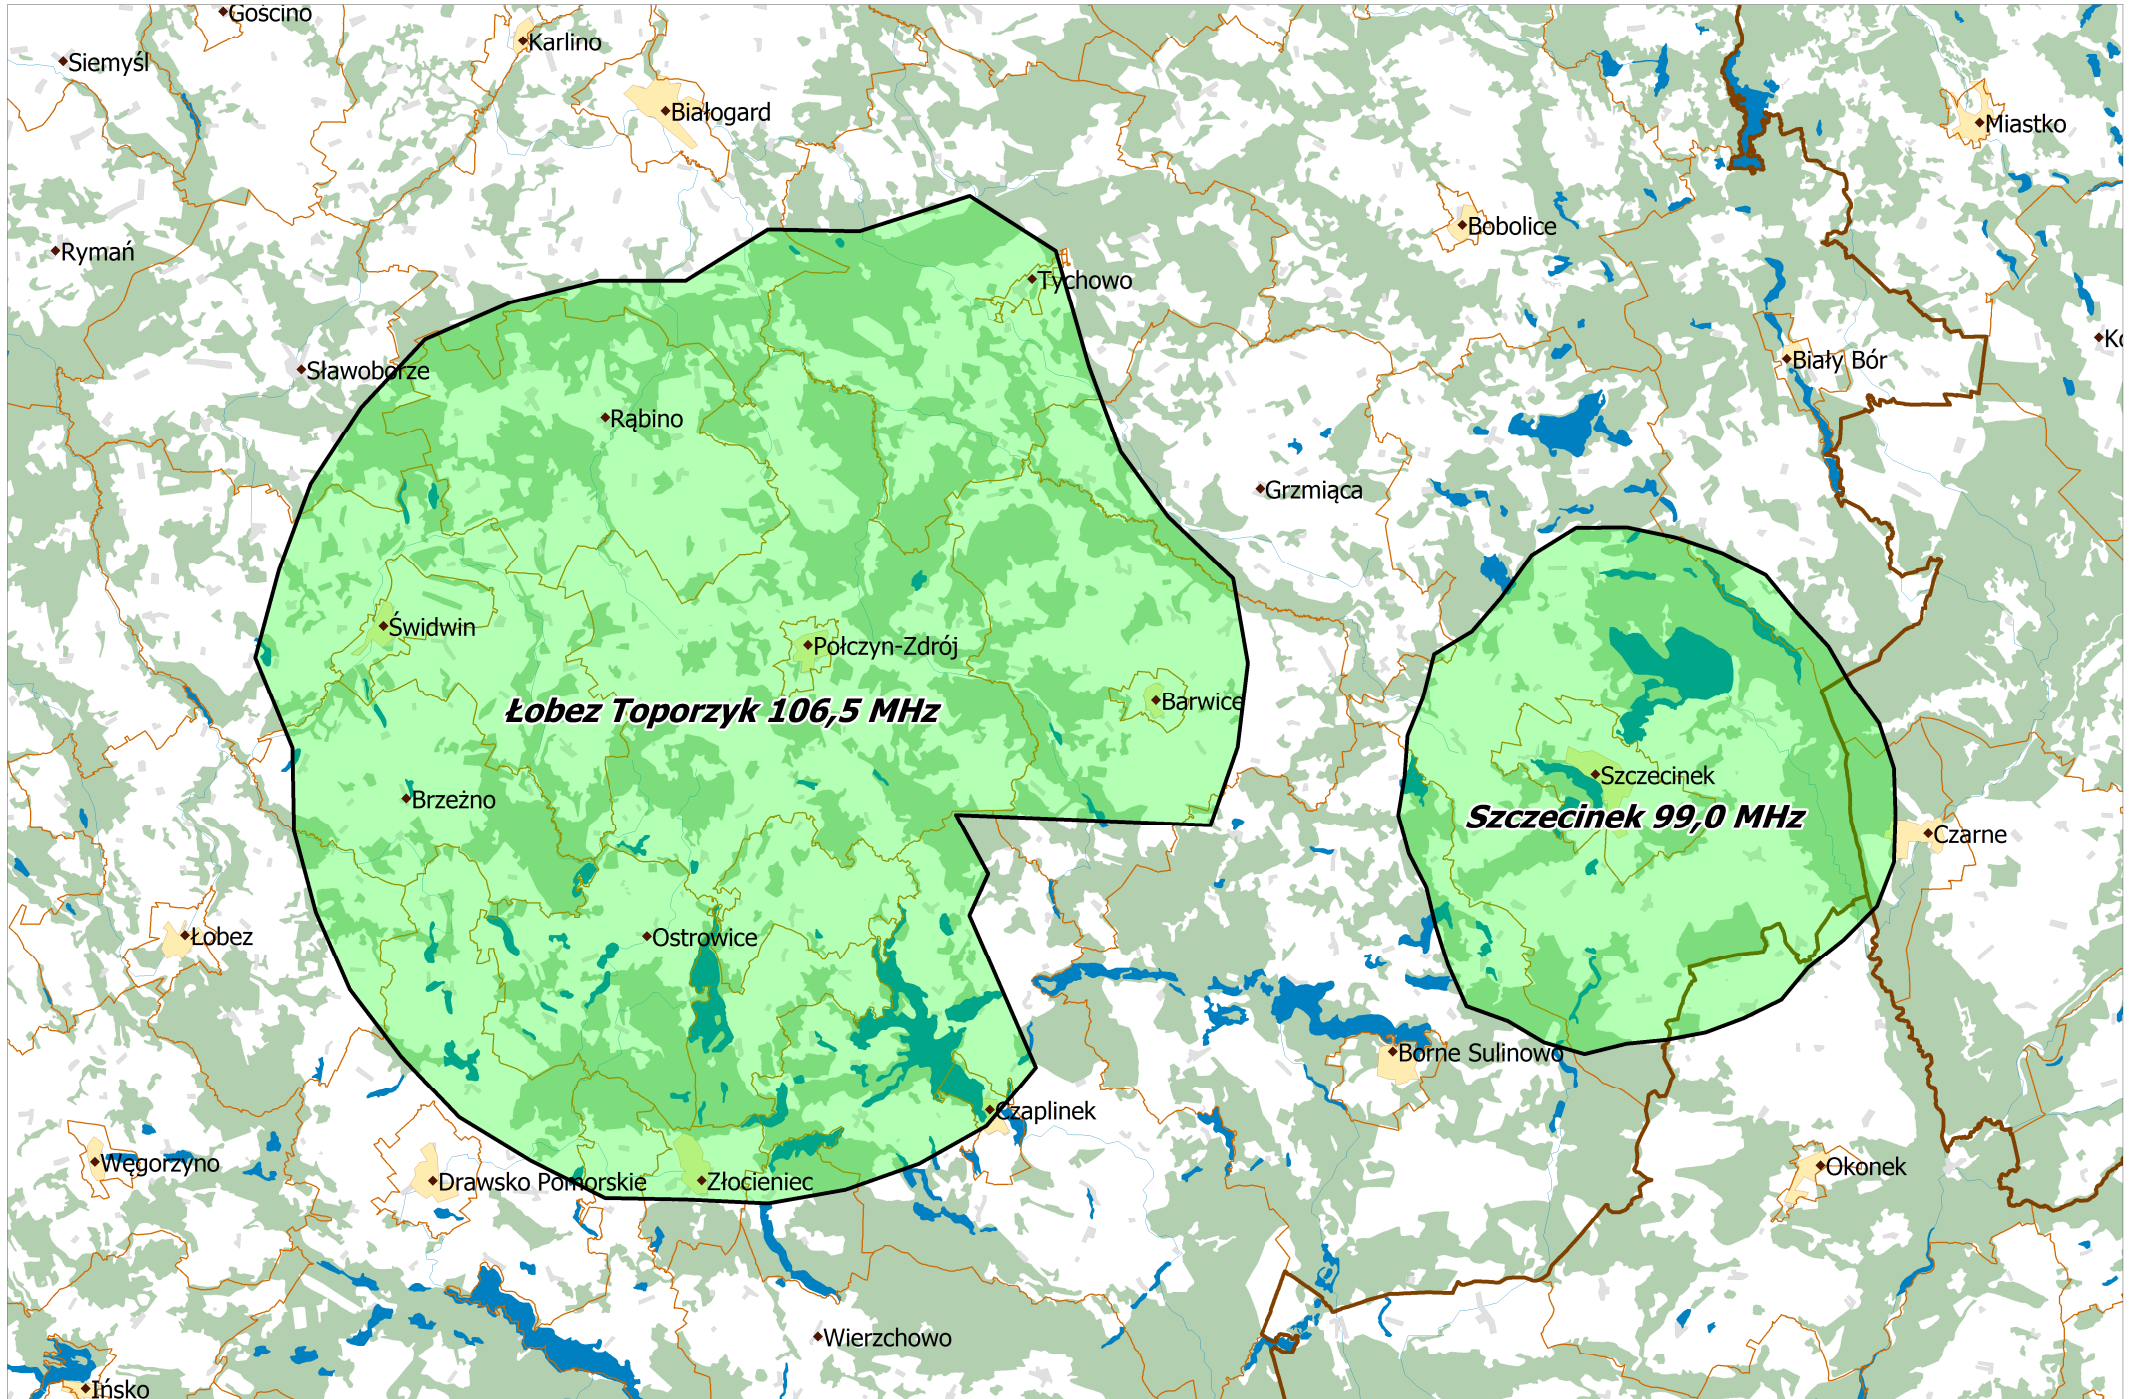 Gościno
Karlino
Siemyśl
Białogard
Miastko
Bobolice
Rymań
Tychowo
Biały Bór
Sławoborze
Rąbino
Grzmiąca
Świdwin
Połczyn-Zdrój
Barwice
Łobez Toporzyk 106,5 MHz
Szczecinek
Brzeżno
Szczecinek 99,0 MHz
Czarne
Łobez
Ostrowice
Borne Sulinowo
Czaplinek
Węgorzyno
Okonek
Drawsko Pomorskie
Złocieniec
Wierzchowo
Ińsko